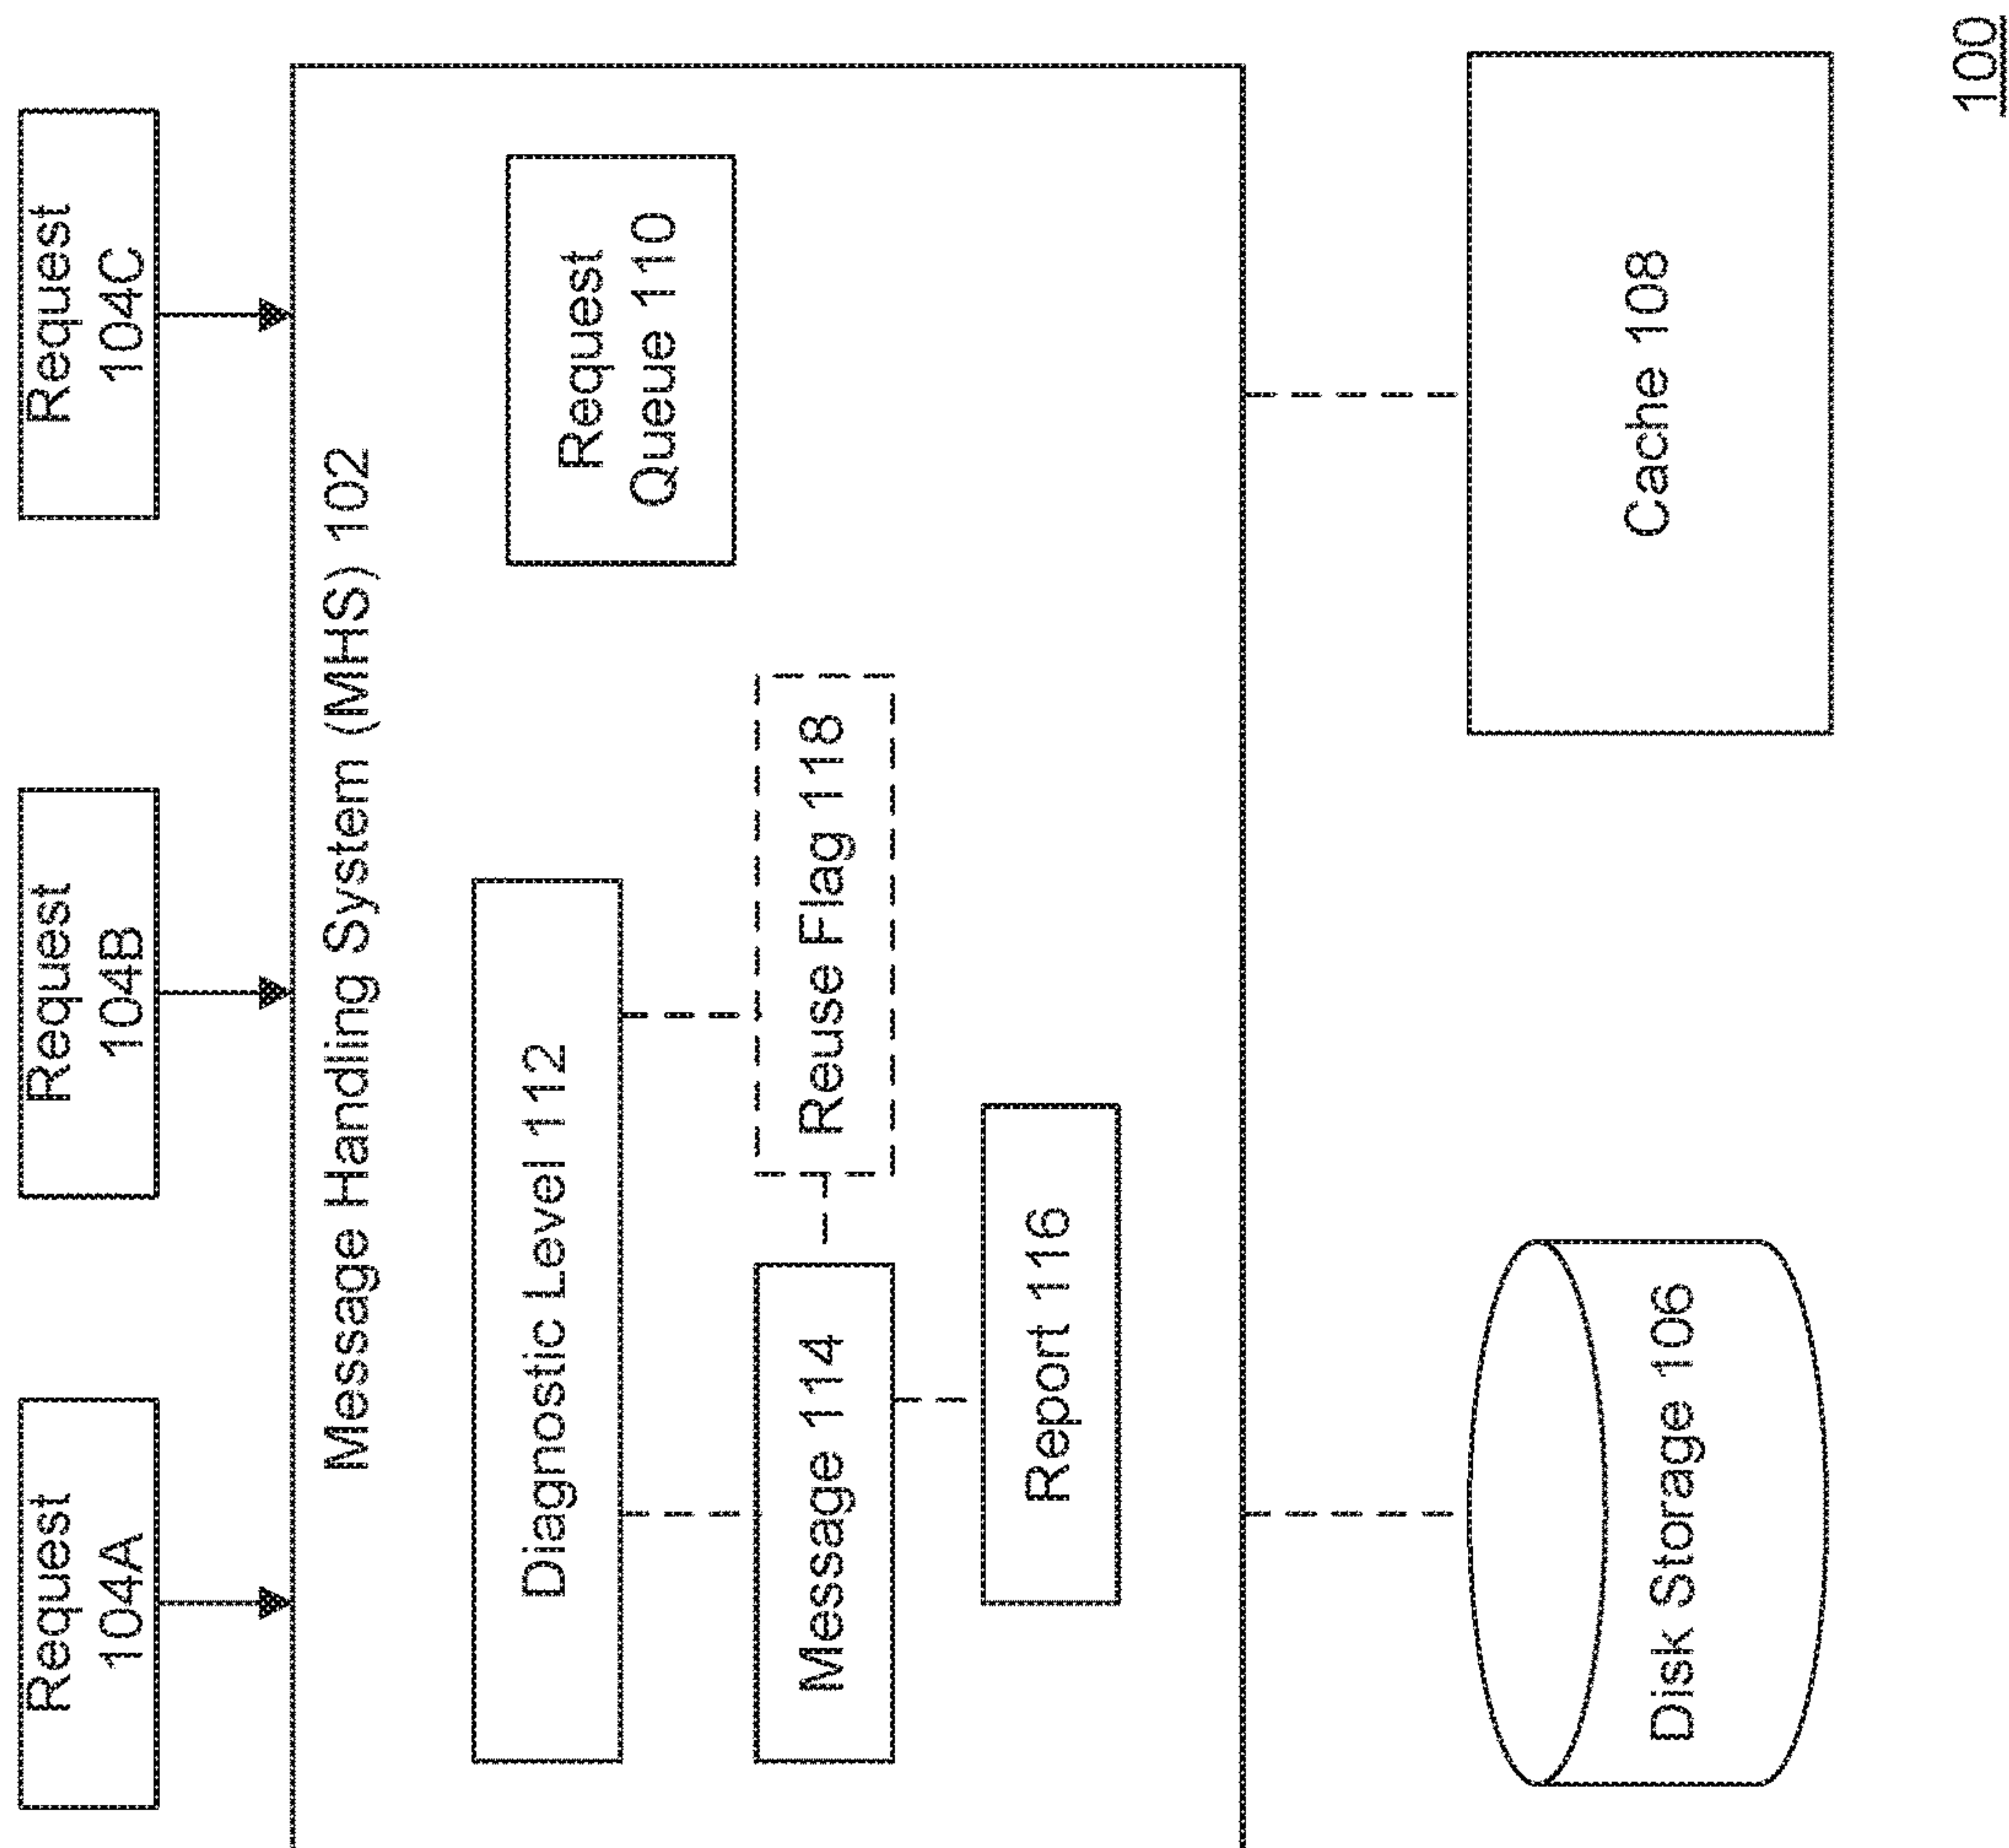 Request
104A
Request
104B
Request
104C
Message Handling System (MHS) 102
Diagnostic Level 112
Request
Queue 110
Message 114
Reuse Flag 118
Report 116
Disk Storage 106
Cache 108
100